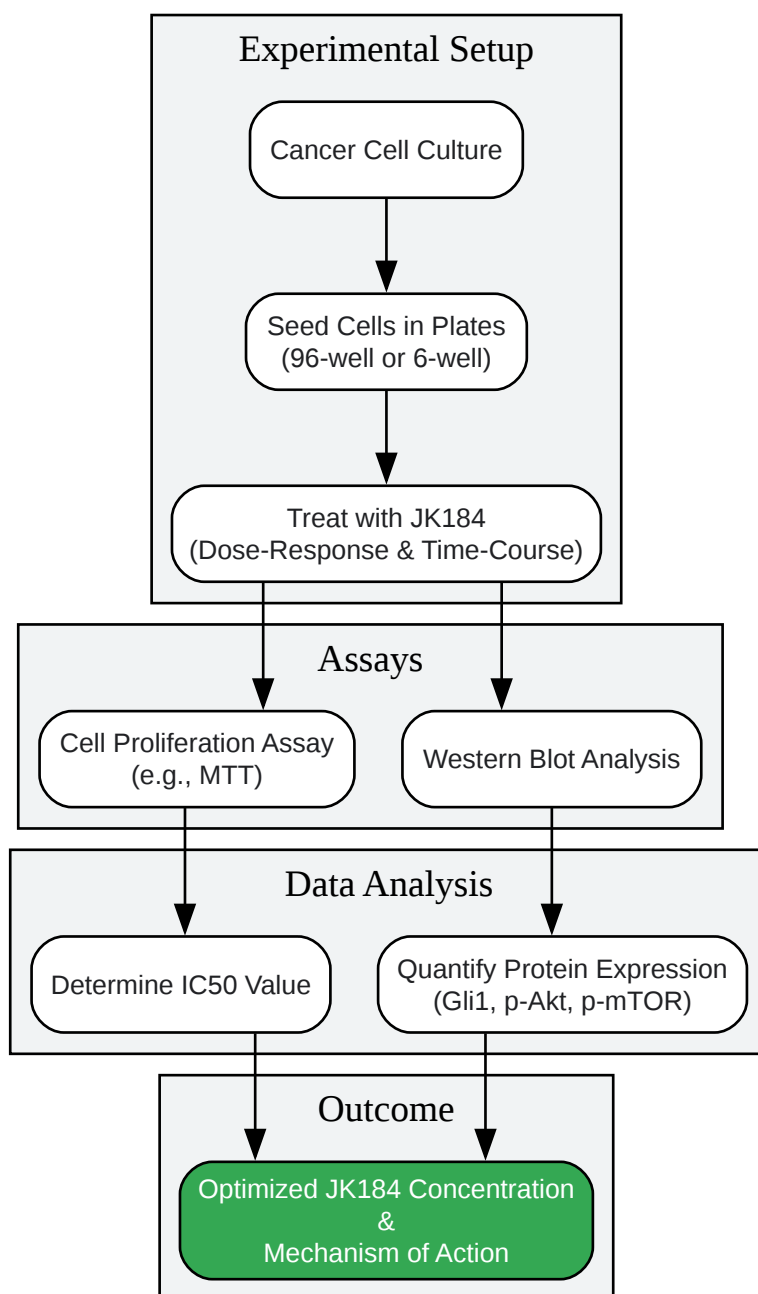 Experimental Setup
Cancer Cell Culture
Seed Cells in Plates
(96-well or 6-well)
Treat with JK184
(Dose-Response & Time-Course)
Assays
Cell Proliferation Assay
(e.g., MTT)
Western Blot Analysis
Data Analysis
Determine IC50 Value
Quantify Protein Expression
(Gli1, p-Akt, p-mTOR)
Outcome
Optimized JK184 Concentration
&
Mechanism of Action